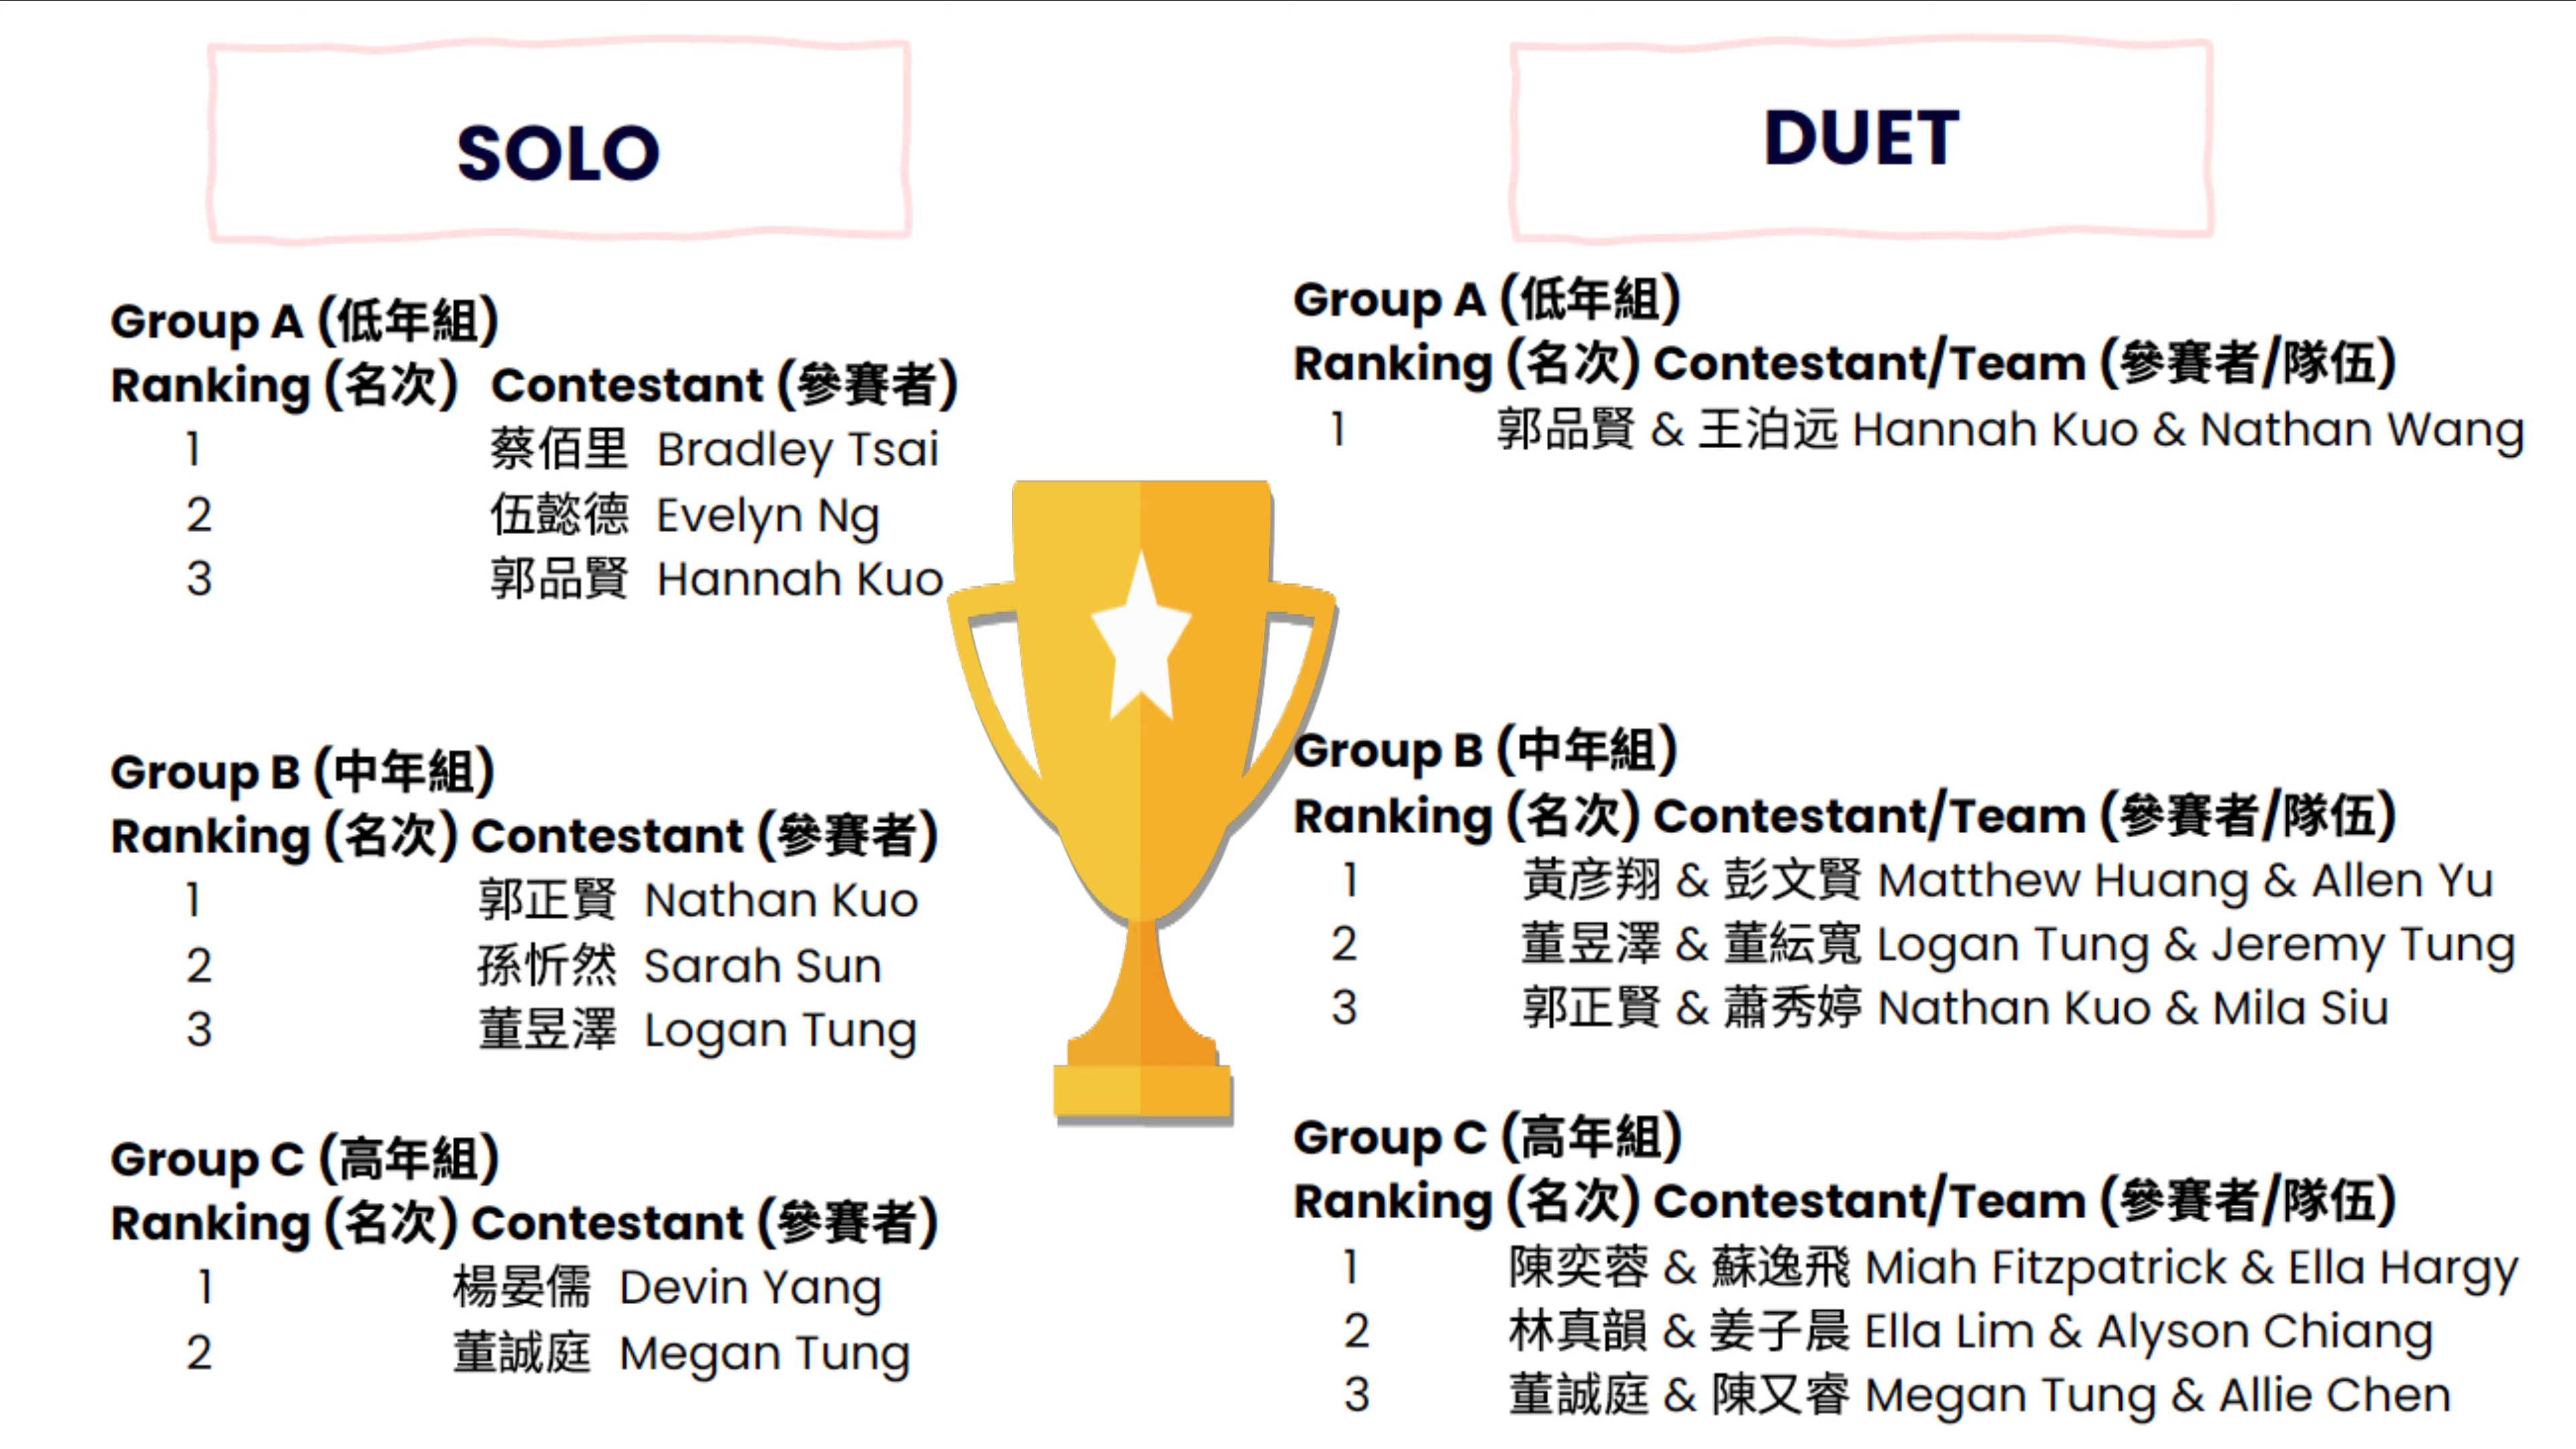 SOLO
Group A (低年組)
Ranking (名次) Contestant (參賽者)
1 蔡佰里 Bradley Tsai
2 伍懿德 Evelyn Ng
3 郭品賢 Hannah Kuo
Group B (中年組)
Ranking (名次) Contestant (參賽者)
1 郭正賢 Nathan Kuo
2 孫忻然 Sarah Sun
3 董昱澤 Logan Tung
Group C (高年組)
Ranking (名次) Contestant (參賽者)
1 楊晏儒 Devin Yang
2 董誠庭 Megan Tung
DUET
Group A (低年組)
Ranking (名次) Contestant/Team (參賽者/隊伍)
1 郭品賢 & 王泊远 Hannah Kuo & Nathan Wang
Group B (中年組)
Ranking (名次) Contestant/Team (參賽者/隊伍)
1 黃彦翔 & 彭文賢 Matthew Huang & Allen Yu
2 董昱澤 & 董紜寬 Logan Tung & Jeremy Tung
3 郭正賢 & 蕭秀婷 Nathan Kuo & Mila Siu
Group C (高年組)
Ranking (名次) Contestant/Team (參賽者/隊伍)
1 陳奕蓉 & 蘇逸飛 Miah Fitzpatrick & Ella Hargy
2 林真韻 & 姜子晨 Ella Lim & Alyson Chiang
3 董誠庭 & 陳又睿 Megan Tung & Allie Chen